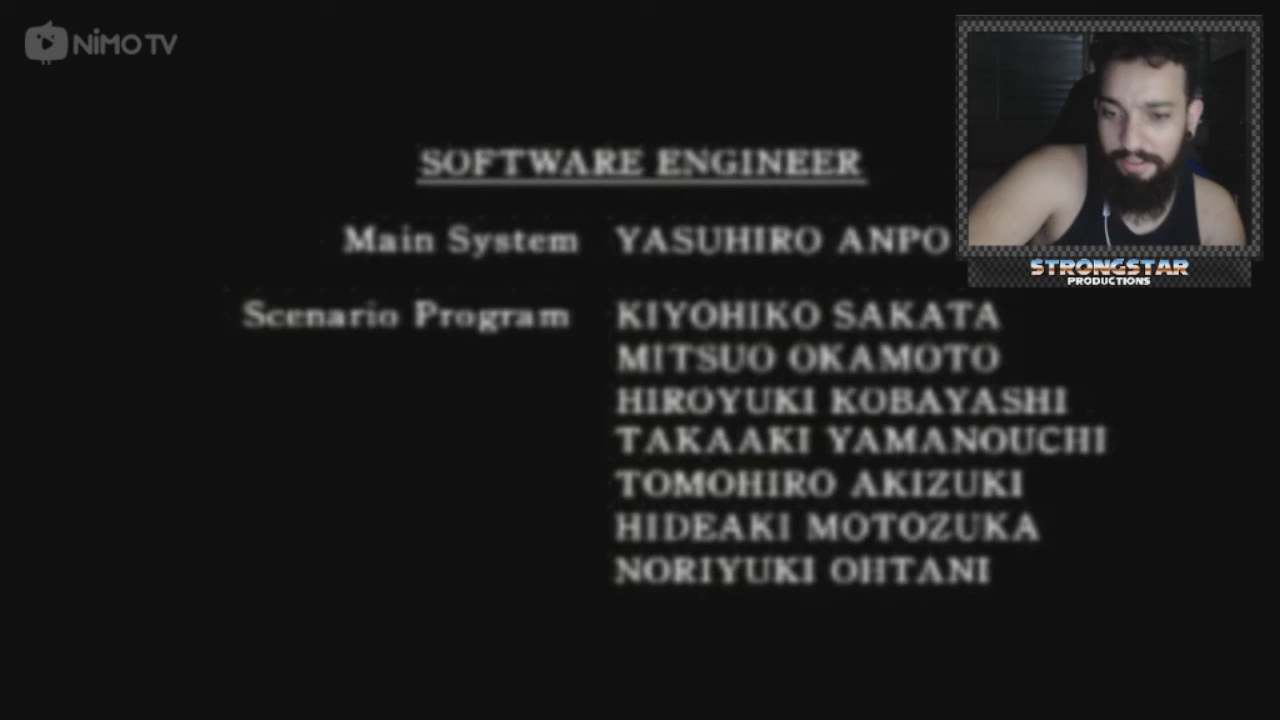 NIMO TV
SOFTWARE ENGINEER
Main System YASUHIRO ANPO
STRONGSTAR
PRODUCTIONS
Scenario Program KIYOHIKO SAKATA
MITSUO OKAMOTO
HIROYUKI KOBAYASHI
TAKAAKI YAMANOUCHI
TOMOHIRO AKIZUKI
HIDEAKI MOTOZUKA
NORIYUKI OHTANI